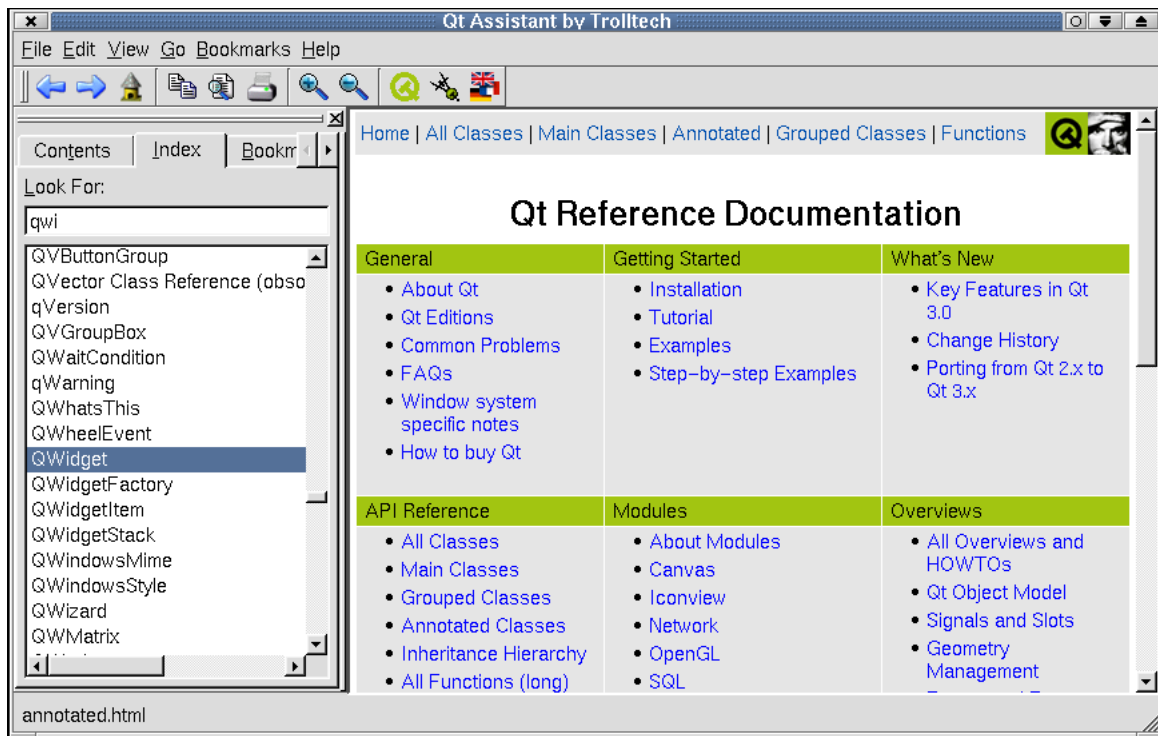 Qt Assistant by Trolltech
File Edit View Go Bookmarks Help
Contents Index Bookm
Look For:
qwi
QVButtonGroup
QVector Class Reference (obso
qVersion
QVGroupBox
QWaitCondition
qWarning
QWhatsThis
QWheelEvent
QWidget
QWidgetFactory
QWidgetItem
QWidgetStack
QWindowsMime
QWindowsStyle
QWizard
QWMatrix
Home | All Classes | Main Classes | Annotated | Grouped Classes | Functions
Qt Reference Documentation
General
• About Qt
• Qt Editions
• Common Problems
• FAQs
• Window system
specific notes
• How to buy Qt
Getting Started
• Installation
• Tutorial
• Examples
• Step-by-step Examples
What's New
• Key Features in Qt
3.0
• Change History
• Porting from Qt 2.x to
Qt 3.x
API Reference
• All Classes
• Main Classes
• Grouped Classes
• Annotated Classes
• Inheritance Hierarchy
• All Functions (long)
Modules
• About Modules
• Canvas
• Iconview
• Network
• OpenGL
• SQL
Overviews
• All Overviews and
HOWTOs
• Qt Object Model
• Signals and Slots
• Geometry
Management
annotated.html